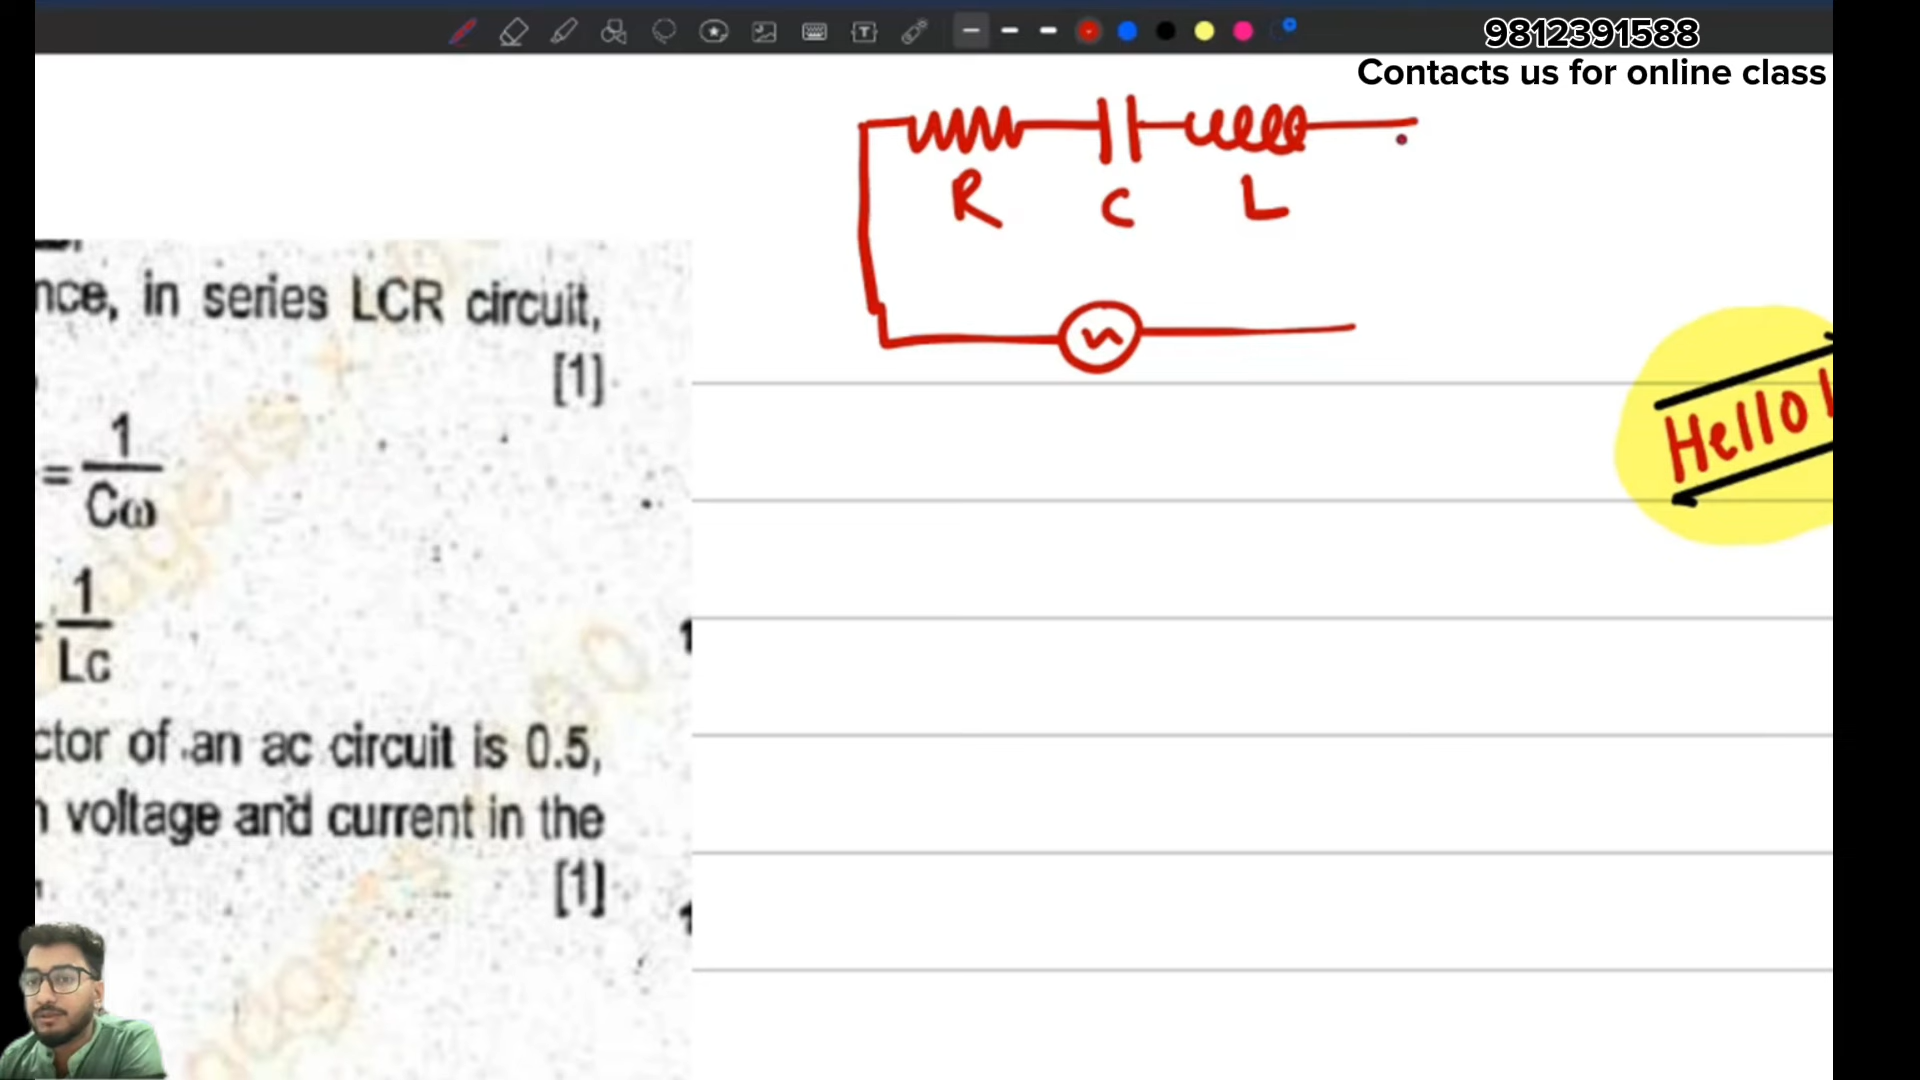 9812391588
Contacts us for online class
R C L
nce, in series LCR circuit,
[1]
= 1
Cω
1
Lc
ctor of an ac circuit is 0.5,
voltage and current in the
[1]
Hello